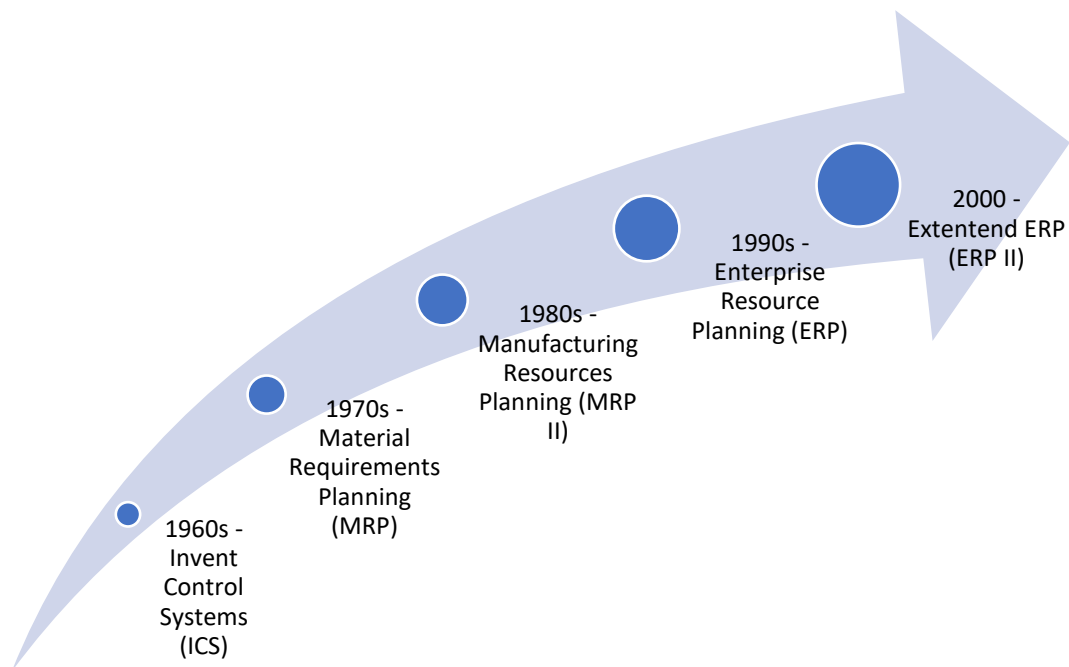 1960s -
Invent
Control
Systems
(ICS)
1970s -
Material
Requirements
Planning
(MRP)
1980s -
Manufacturing
Resources
Planning (MRP
II)
1990s -
Enterprise
Resource
Planning (ERP)
2000 -
Extentend ERP
(ERP II)